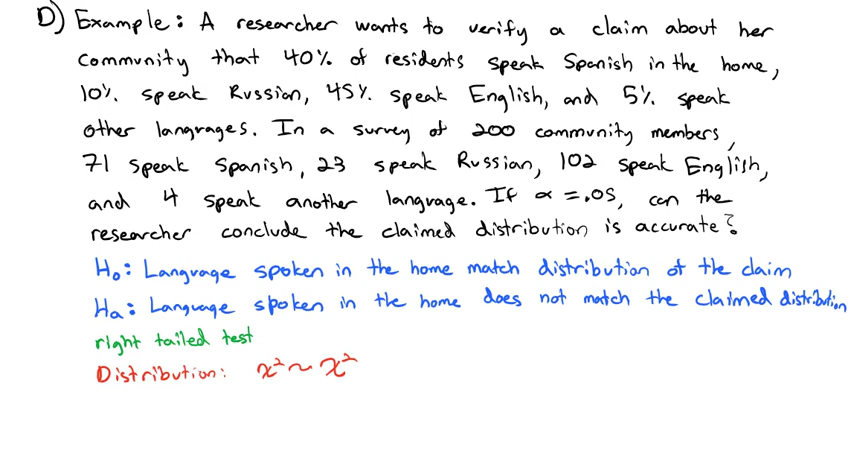 D) Example: A researcher wants to verify a claim about her
community that 40% of residents speak Spanish in the home,
10% speak Russian, 45% speak English, and 5% speak
other languages. In a survey of 200 community members,
71 speak Spanish, 23 speak Russian, 102 speak English,
and 4 speak another language. If α = .05, can the
researcher conclude the claimed distribution is accurate?
H₀: Language spoken in the home match distribution of the claim
Ha: Language spoken in the home does not match the claimed distribution
right tailed test
Distribution: x² ~ x²